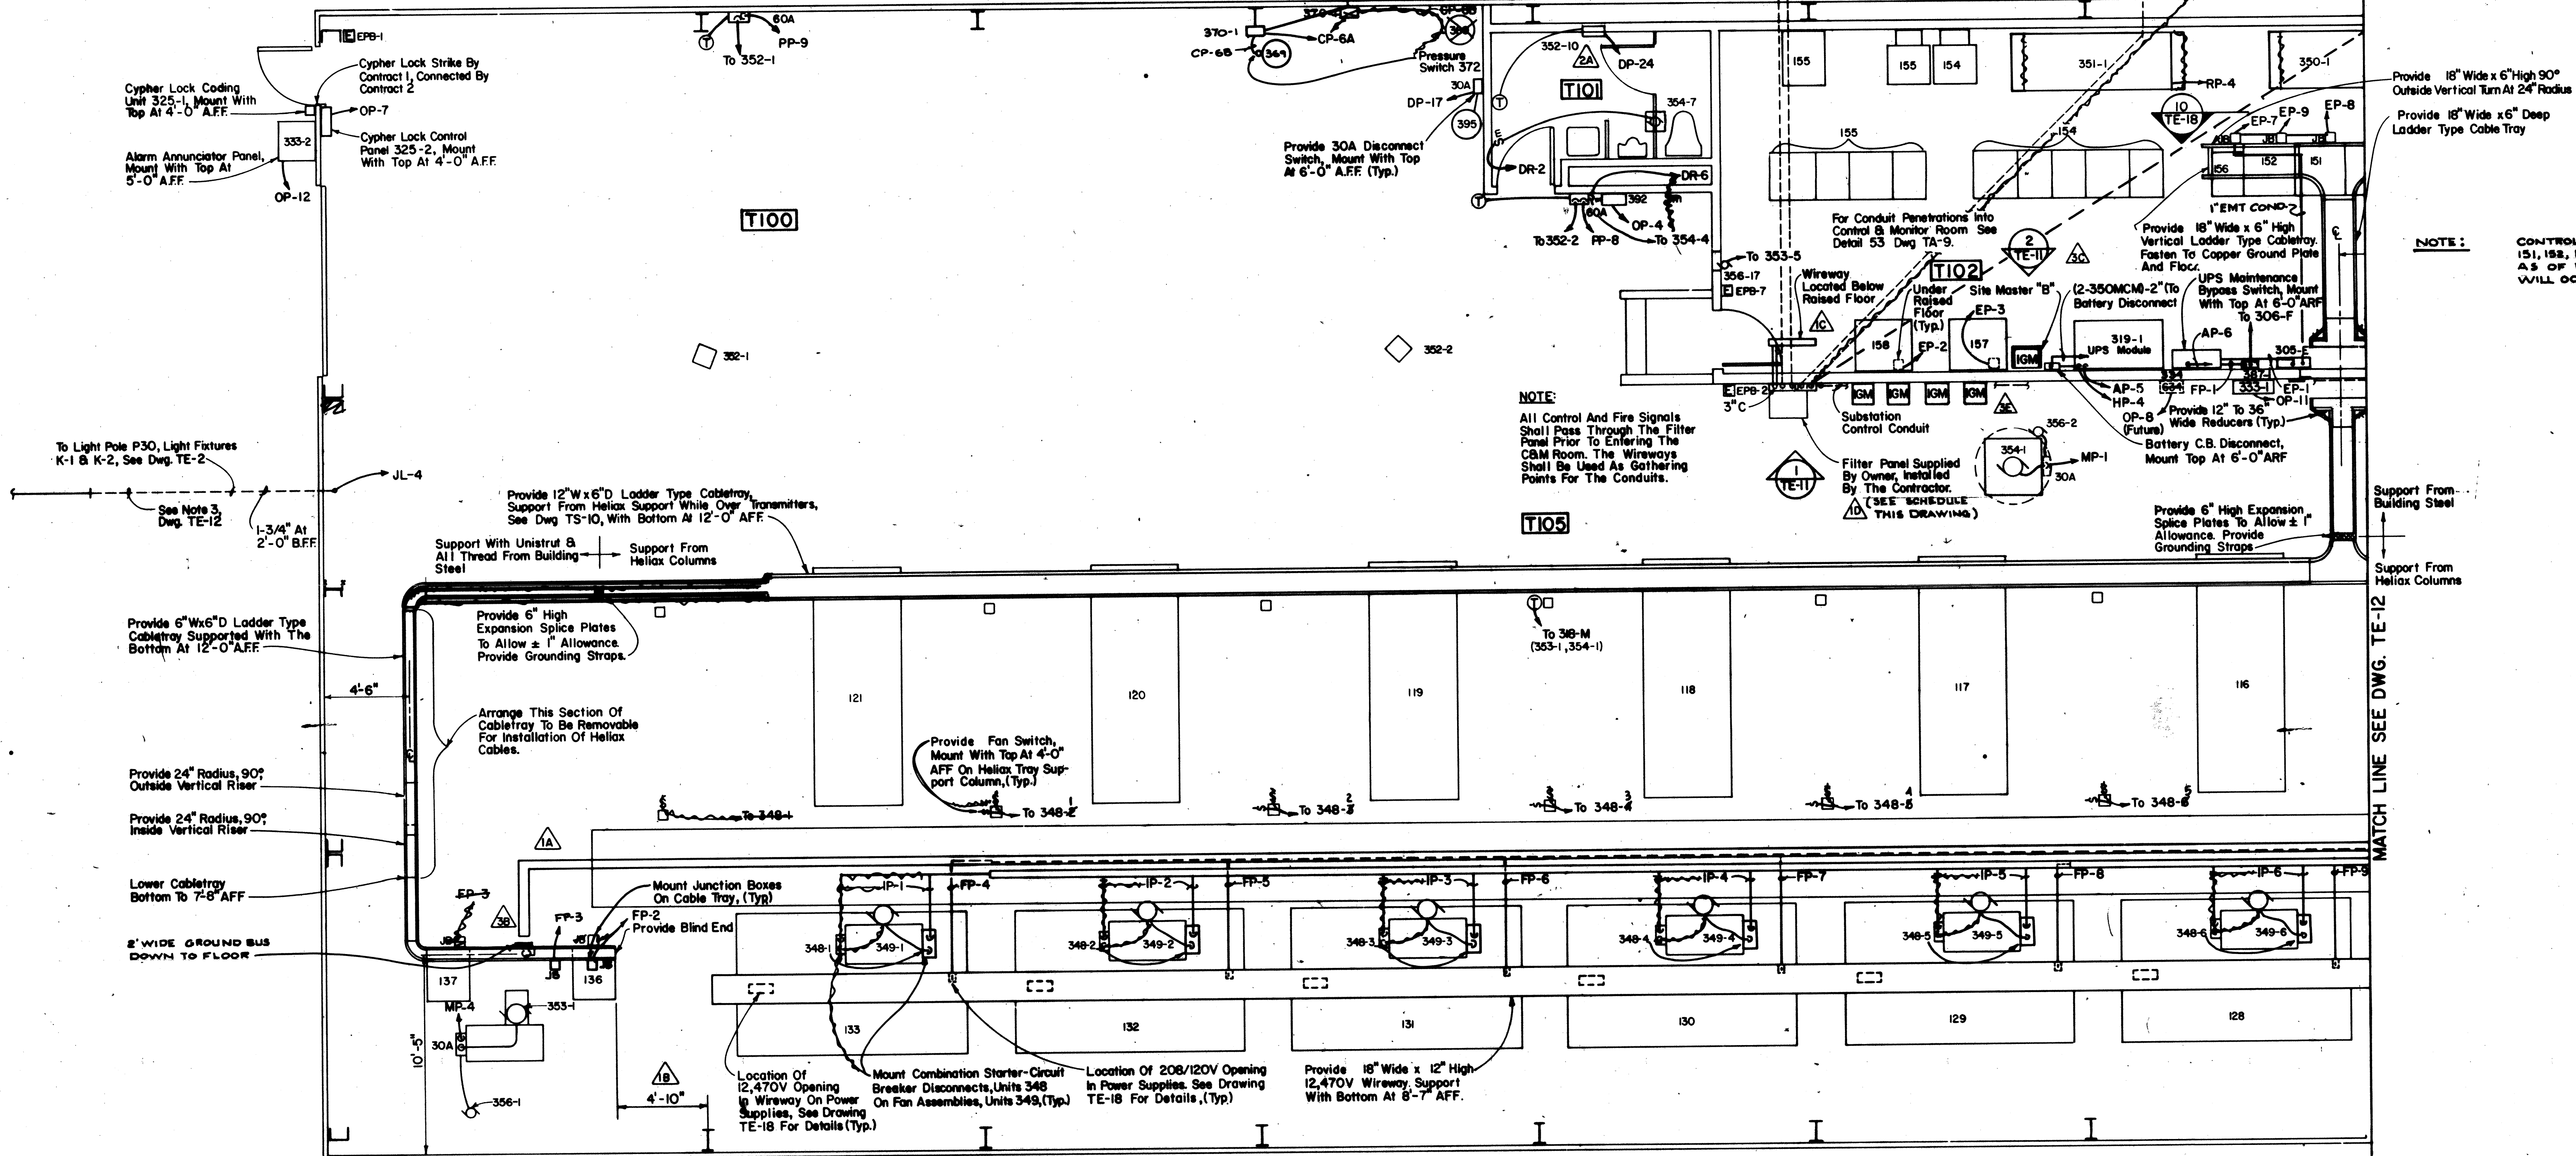 EPB-1
Cypher Lock Strike By
Contract 1, Connected By
Contract 2
Cypher Lock Coding
Unit 325-1, Mount With
Top At 4'-0" A.F.F.
OP-7
Cypher Lock Control
Panel 325-2, Mount
With Top At 4'-0" A.F.F.
333-2
Alarm Annunciator Panel,
Mount With Top At
5'-0" A.F.F.
OP-12
T
60A
PP-9
To 352-1
T100
370-1
CP-6A
CP-6B
369
Pressure
Switch 372
352-10
2A
DP-24
T101
30A
DP-17
T
395
354-7
Provide 30A Disconnect
Switch, Mount With Top
At 6'-0" A.F.F. (Typ.)
DR-2
DR-6
T
392
60A
OP-4
To 352-2
PP-8
To 354-4
155
155
154
351-1
350-1
RP-4
10
TE-18
EP-8
EP-9
EP-7
JB
JB
JB
155
154
156
152
151
Provide 18" Wide x 6" High 90°
Outside Vertical Turn At 24" Radius
Provide 18" Wide x 6" Deep
Ladder Type Cable Tray
1" EMT COND.
For Conduit Penetrations Into
Control & Monitor Room See
Detail 53 Dwg TA-9.
Provide 18" Wide x 6" High
Vertical Ladder Type Cabletray.
Fasten To Copper Ground Plate
And Floor.
NOTE:
CONTROL
151, 152, 1
AS OF
WILL OC
2
TE-11
3C
T102
To 353-5
356-17
EPB-7
Wireway
Located Below
Raised Floor
Under
Raised
Floor
(Typ.)
Site Master "B"
EP-3
(2-350MCM)-2" (To
Battery Disconnect
UPS Maintenance
Bypass Switch, Mount
With Top At 6'-0" ARF
To 306-F
1C
158
EP-2
157
IGM
319-1
UPS Module
AP-6
305-E
352-1
352-2
EPB-2
3"C
IGM
IGM
IGM
IGM
Substation
Control Conduit
3E
AP-5
HP-4
OP-8
(Future)
634
FP-1
333-1
EP-1
OP-11
Provide 12" To 36"
Wide Reducers (Typ.)
Battery C.B. Disconnect,
Mount Top At 6'-0" ARF
NOTE:
All Control And Fire Signals
Shall Pass Through The Filter
Panel Prior To Entering The
C&M Room. The Wireways
Shall Be Used As Gathering
Points For The Conduits.
356-2
354-1
MP-1
30A
1
TE-11
Filter Panel Supplied
By Owner, Installed
By The Contractor.
1D
(SEE SCHEDULE
THIS DRAWING)
T105
To Light Pole P30, Light Fixtures
K-1 & K-2, See Dwg. TE-2
JL-4
See Note 3,
Dwg. TE-12
1-3/4" At
2'-0" B.F.F.
Provide 12"W x 6"D Ladder Type Cabletray,
Support From Heliax Support While Over Transmitters,
See Dwg TS-10, With Bottom At 12'-0" AFF.
Support With Unistrut &
All Thread From Building
Steel
Support From
Heliax Columns
Provide 6" High Expansion
Splice Plates To Allow ± 1"
Allowance. Provide
Grounding Straps
Support From
Building Steel
Support From
Heliax Columns
Provide 6" High
Expansion Splice Plates
To Allow ± 1" Allowance.
Provide Grounding Straps.
Provide 6" Wx6"D Ladder Type
Cabletray Supported With The
Bottom At 12'-0" A.F.F.
T
To 318-M
(353-1, 354-1)
4'-6"
121
120
119
118
117
116
Arrange This Section Of
Cabletray To Be Removable
For Installation Of Heliax
Cables.
Provide Fan Switch,
Mount With Top At 4'-0"
AFF On Heliax Tray Sup-
port Column, (Typ.)
Provide 24" Radius, 90°
Outside Vertical Riser
Provide 24" Radius, 90°
Inside Vertical Riser
To 348-1
To 348-2 1
To 348-3 2
To 348-4 3
To 348-5 4
To 348-6 5
MATCH LINE SEE DWG. TE-12
1A
Lower Cabletray
Bottom To 7'-8" AFF
2' WIDE GROUND BUS
DOWN TO FLOOR
EP-3
3B
FP-3
JB
JB
JB
Mount Junction Boxes
On Cable Tray, (Typ)
FP-2
Provide Blind End
137
136
IP-1
FP-4
IP-2
FP-5
IP-3
FP-6
IP-4
FP-7
IP-5
FP-8
IP-6
FP-9
348-1
349-1
348-2
349-2
348-3
349-3
348-4
349-4
348-5
349-5
348-6
349-6
MP-4
353-1
30A
356-1
10'-5"
1B
4'-10"
133
132
131
130
129
128
Location Of
12,470V Opening
In Wireway On Power
Supplies, See Drawing
TE-18 For Details (Typ.)
Mount Combination Starter-Circuit
Breaker Disconnects, Units 348
On Fan Assemblies, Units 349, (Typ.)
Location Of 208/120V Opening
In Power Supplies. See Drawing
TE-18 For Details, (Typ.)
Provide 18" Wide x 12" High
12,470V Wireway. Support
With Bottom At 8'-7" AFF.